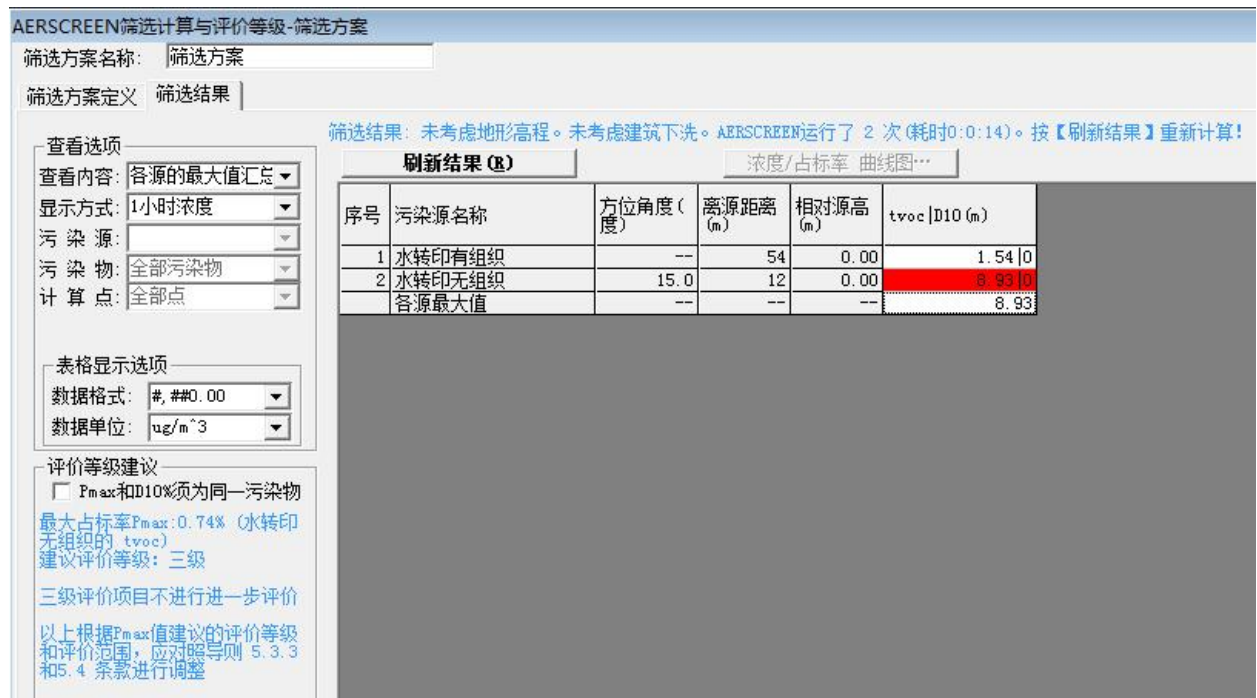 AERSCREEN筛选计算与评价等级-筛选方案
筛选方案名称: 筛选方案
筛选方案定义 筛选结果
筛选结果: 未考虑地形高程。未考虑建筑下洗。AERSCREEN运行了 2 次(耗时0:0:14)。按【刷新结果】重新计算!
刷新结果(R) 浓度/占标率 曲线图…
查看选项
查看内容: 各源的最大值汇总
显示方式: 1小时浓度
污 染 源:
污 染 物: 全部污染物
计 算 点: 全部点
序号 污染源名称 方位角度(度) 离源距离(m) 相对源高(m) tvoc|D10(m)
1 水转印有组织 -- 54 0.00 1.54|0
2 水转印无组织 15.0 12 0.00 8.93|0
各源最大值 -- -- -- 8.93
表格显示选项
数据格式: #,##0.00
数据单位: ug/m^3
评价等级建议
Pmax和D10%须为同一污染物
最大占标率Pmax:0.74% (水转印
无组织的 tvoc)
建议评价等级: 三级
三级评价项目不进行进一步评价
以上根据Pmax值建议的评价等级
和评价范围,应对照导则 5.3.3
和5.4 条款进行调整